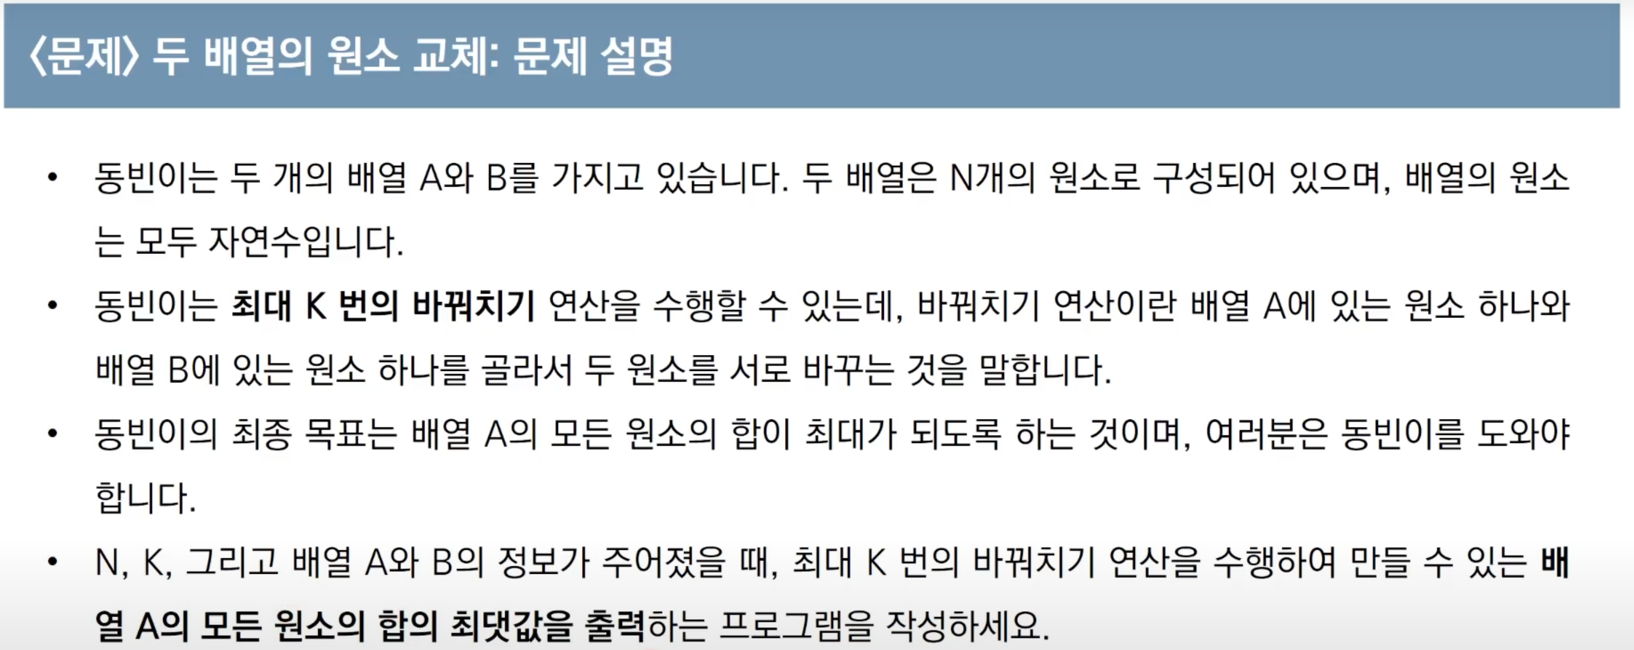 <문제> 두 배열의 원소 교체: 문제 설명
• 동빈이는 두 개의 배열 A와 B를 가지고 있습니다. 두 배열은 N개의 원소로 구성되어 있으며, 배열의 원소
는 모두 자연수입니다.
• 동빈이는 최대 K 번의 바꿔치기 연산을 수행할 수 있는데, 바꿔치기 연산이란 배열 A에 있는 원소 하나와
배열 B에 있는 원소 하나를 골라서 두 원소를 서로 바꾸는 것을 말합니다.
• 동빈이의 최종 목표는 배열 A의 모든 원소의 합이 최대가 되도록 하는 것이며, 여러분은 동빈이를 도와야
합니다.
• N, K, 그리고 배열 A와 B의 정보가 주어졌을 때, 최대 K 번의 바꿔치기 연산을 수행하여 만들 수 있는 배
열 A의 모든 원소의 합의 최댓값을 출력하는 프로그램을 작성하세요.